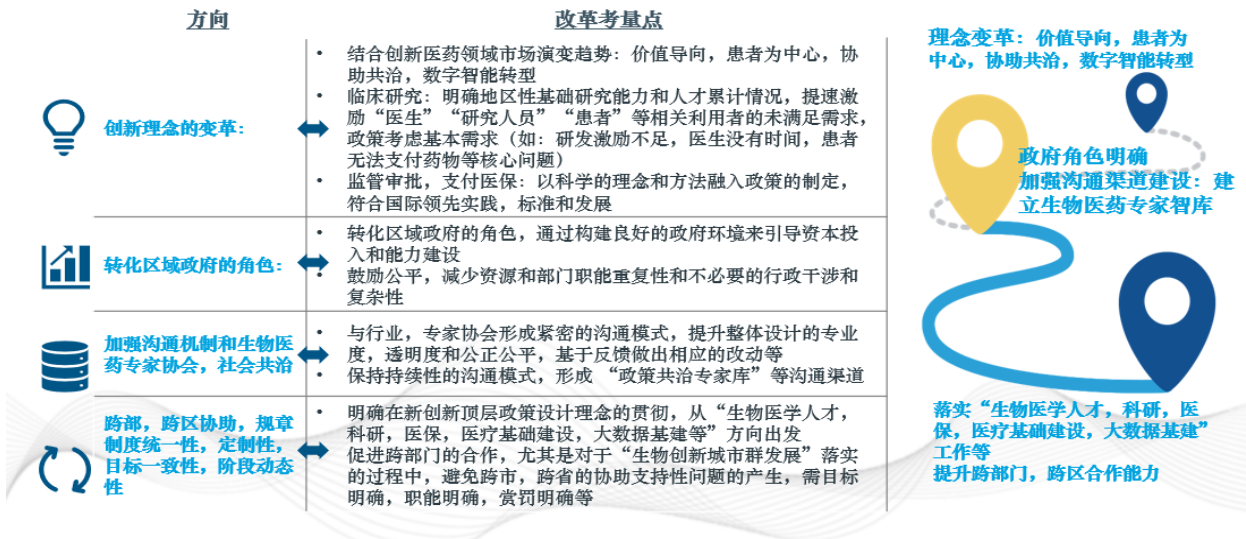 方向
改革考量点
创新理念的变革：
• 结合创新医药领域市场演变趋势：价值导向，患者为中心，协
助共治，数字智能转型
• 临床研究：明确地区性基础研究能力和人才累计情况，提速激
励“医生”“研究人员”“患者”等相关利用者的未满足需求，
政策考虑基本需求（如：研发激励不足，医生没有时间，患者
无法支付药物等核心问题）
• 监管审批，支付医保：以科学的理念和方法融入政策的制定，
符合国际领先实践，标准和发展
转化区域政府的角色：
• 转化区域政府的角色，通过构建良好的政府环境来引导资本投
入和能力建设
• 鼓励公平，减少资源和部门职能重复性和不必要的行政干涉和
复杂性
加强沟通机制和生物医
药专家协会，社会共治
• 与行业，专家协会形成紧密的沟通模式，提升整体设计的专业
度，透明度和公正公平，基于反馈做出相应的改动等
• 保持持续性的沟通模式，形成 “政策共治专家库”等沟通渠道
跨部，跨区协助，规章
制度统一性，定制性，
目标一致性，阶段动态
性
• 明确在新创新顶层政策设计理念的贯彻，从“生物医学人才，
科研，医保，医疗基础建设，大数据基建等”方向出发
• 促进跨部门的合作，尤其是对于“生物创新城市群发展”落实
的过程中，避免跨市，跨省的协助支持性问题的产生，需目标
明确，职能明确，赏罚明确等
理念变革：价值导向，患者为
中心，协助共治，数字智能转型
政府角色明确
加强沟通渠道建设：建
立生物医药专家智库
落实“生物医学人才，科研，医
保，医疗基础建设，大数据基建”
工作等
提升跨部门，跨区合作能力